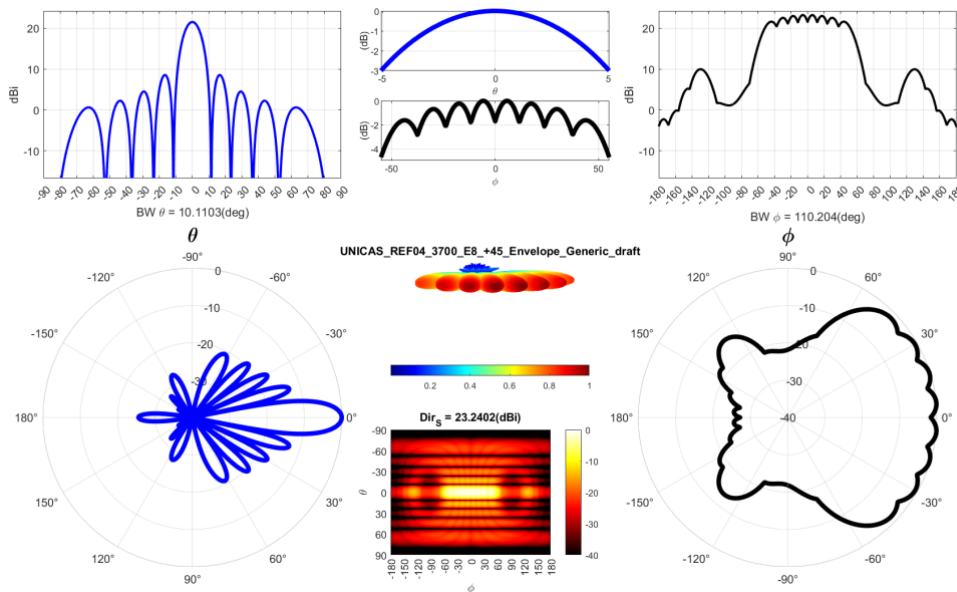 20
10
0
-10
dBi
-90 -80 -70 -60 -50 -40 -30 -20 -10 0 10 20 30 40 50 60 70 80 90
BW θ = 10.1103(deg)
θ
0
-1
-2
-3
(dB)
-5 0 5
θ
0
-2
-4
(dB)
-50 0 50
ϕ
20
10
0
-10
dBi
-180 -160 -140 -120 -100 -80 -60 -40 -20 0 20 40 60 80 100 120 140 160 180
BW ϕ = 110.204(deg)
ϕ
-90°
-120° -60°
-150° -30°
180° 0°
150° 30°
120° 60°
90°
0
-10
-20
-30
UNICAS_REF04_3700_E8_+45_Envelope_Generic_draft
0.2 0.4 0.6 0.8 1
Dir_S = 23.2402(dBi)
-90
-60
-30
0
30
60
90
θ
-180 -150 -120 -90 -60 -30 0 30 60 90 120 150 180
ϕ
0
-10
-20
-30
-40
90°
120° 60°
150° 30°
180° 0°
-150° -30°
-120° -60°
-90°
0
-10
-20
-30
-40